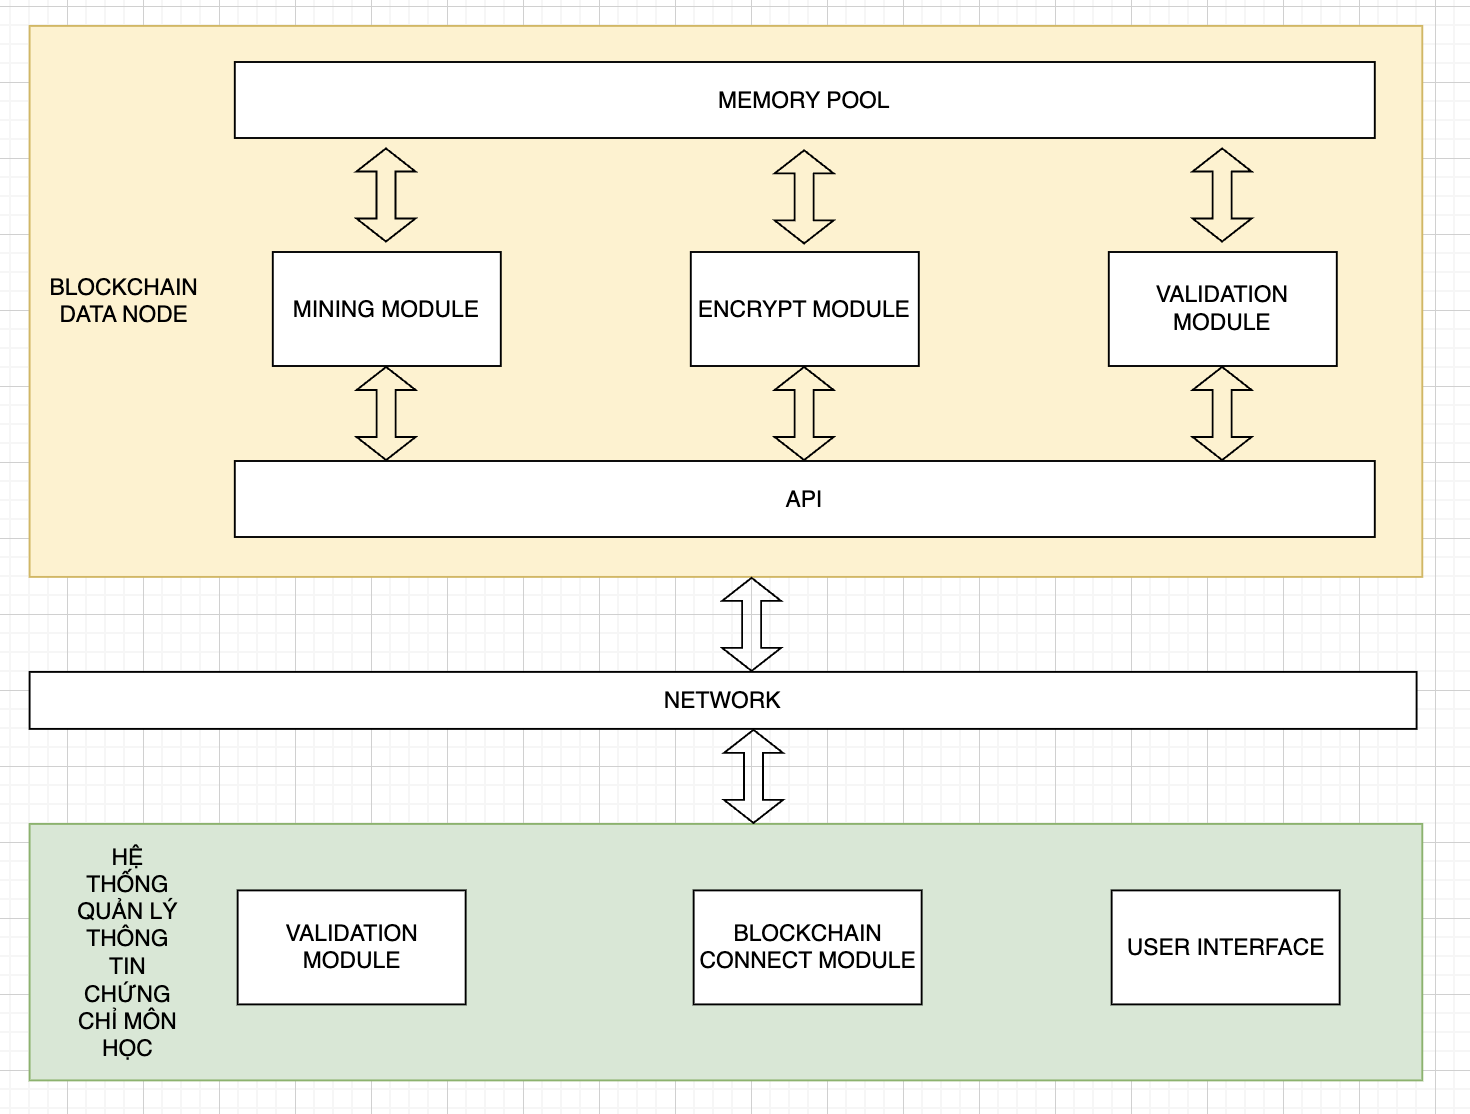 MEMORY POOL
BLOCKCHAIN
DATA NODE
MINING MODULE
ENCRYPT MODULE
VALIDATION
MODULE
API
NETWORK
HỆ
THỐNG
QUẢN LÝ
THÔNG
TIN
CHỨNG
CHỈ MÔN
HỌC
VALIDATION
MODULE
BLOCKCHAIN
CONNECT MODULE
USER INTERFACE